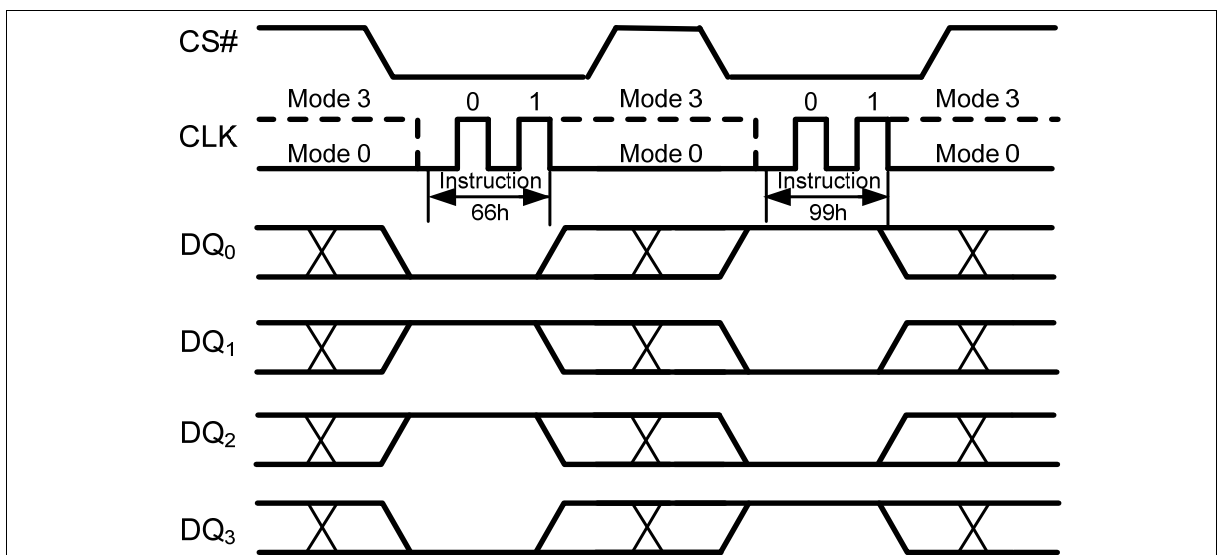 CS#
Mode 3 0 1 Mode 3 0 1 Mode 3
CLK
Mode 0 Mode 0 Mode 0
Instruction Instruction
66h 99h
DQ₀
DQ₁
DQ₂
DQ₃